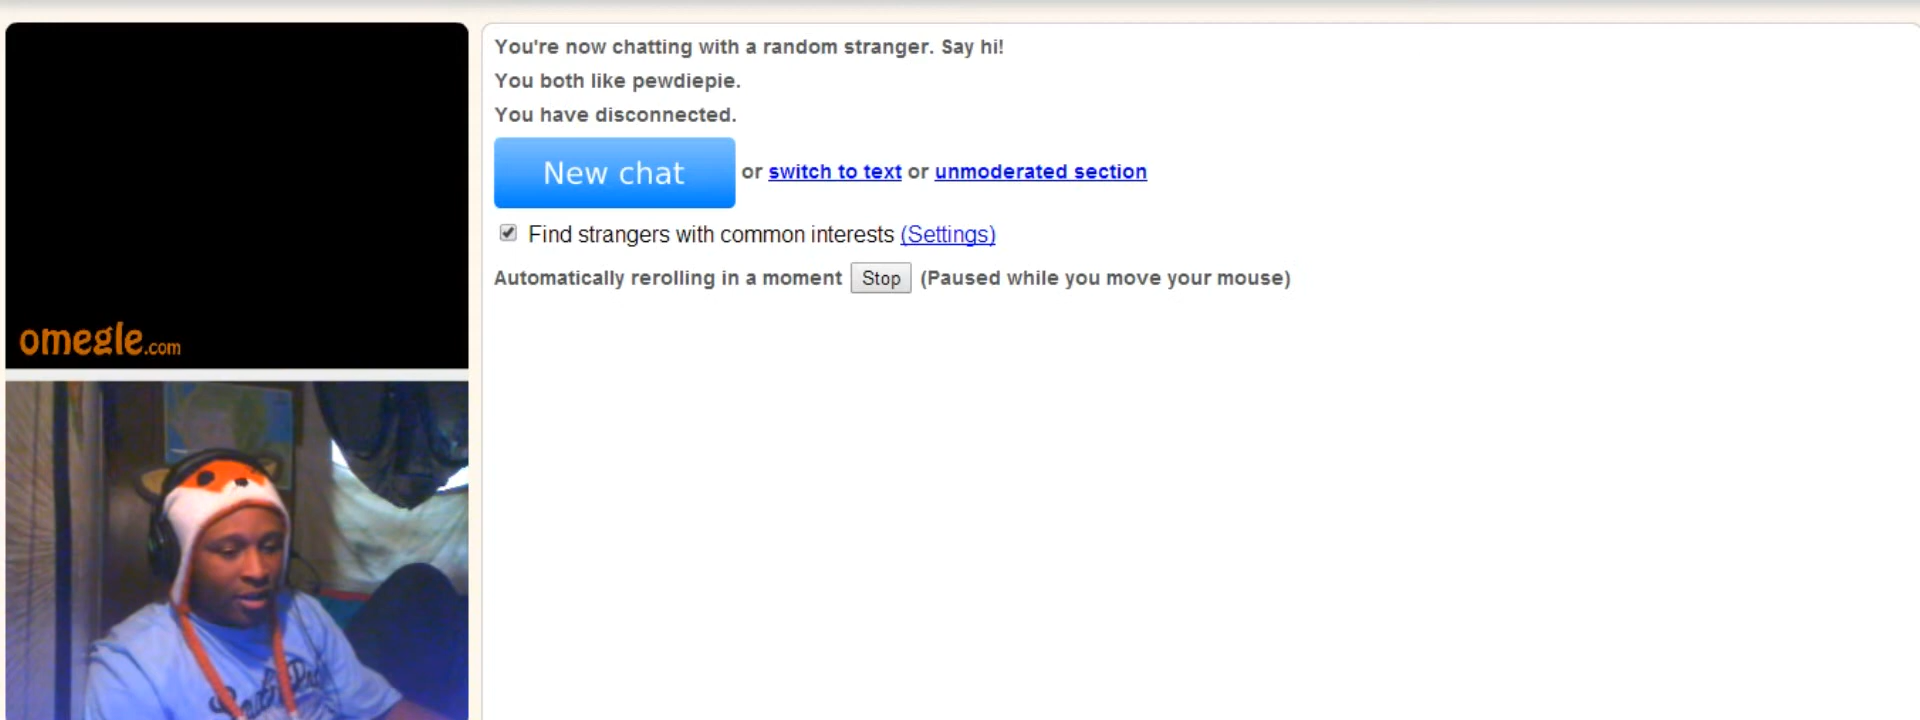 You're now chatting with a random stranger. Say hi!
You both like pewdiepie.
You have disconnected.
New chat or switch to text or unmoderated section
Find strangers with common interests (Settings)
Automatically rerolling in a moment Stop (Paused while you move your mouse)
omegle.com